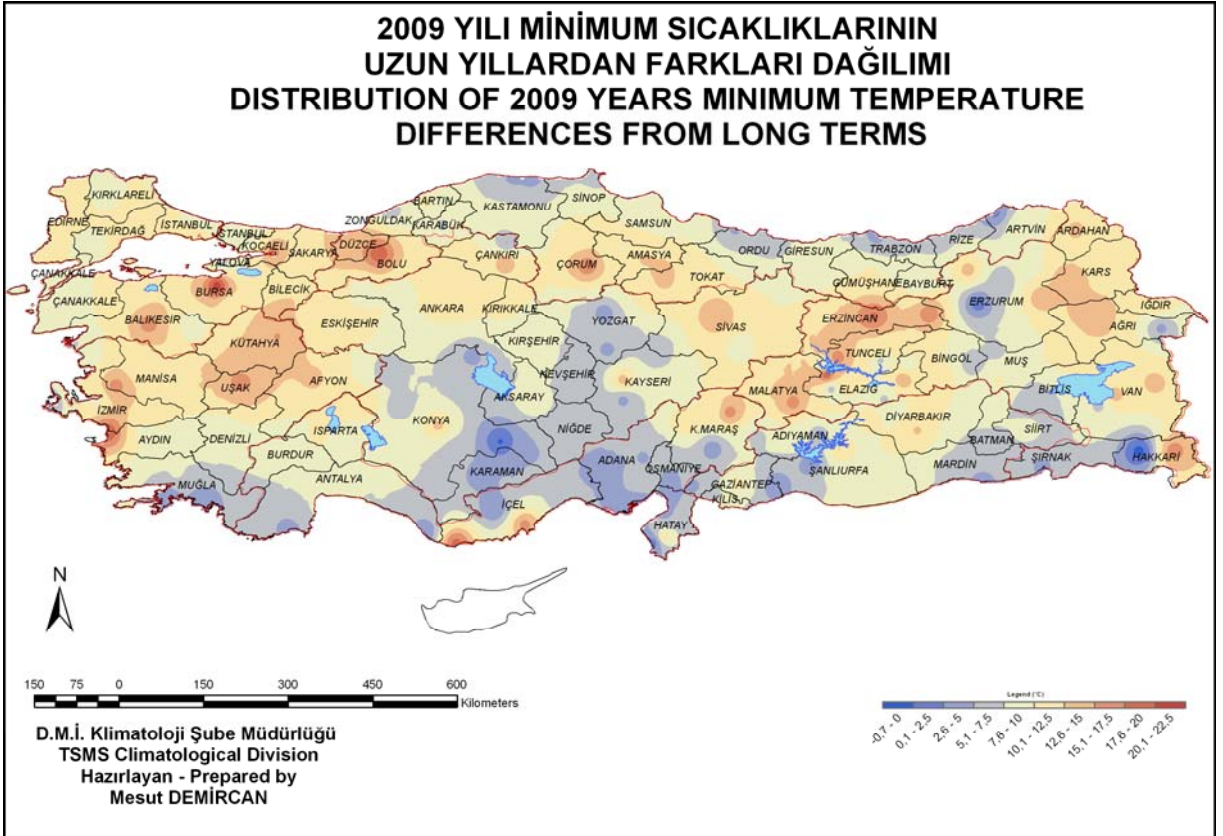 2009 YILI MİNİMUM SICAKLIKLARININ
UZUN YILLARDAN FARKLARI DAĞILIMI
DISTRIBUTION OF 2009 YEARS MINIMUM TEMPERATURE
DIFFERENCES FROM LONG TERMS
KIRKLARELİ
EDİRNE
TEKİRDAĞ
İSTANBUL
İSTANBUL
KOCAELİ
YALOVA
SAKARYA
DÜZCE
ZONGULDAK
BARTIN
KARABÜK
KASTAMONU
SİNOP
SAMSUN
ORDU
GİRESUN
TRABZON
RİZE
ARTVİN
ARDAHAN
ÇANAKKALE
ÇANAKKALE
BURSA
BİLECİK
BOLU
ÇANKIRI
ÇORUM
AMASYA
TOKAT
GÜMÜŞHANE
BAYBURT
ERZURUM
KARS
IĞDIR
BALIKESİR
KÜTAHYA
ESKİŞEHİR
ANKARA
KIRIKKALE
YOZGAT
SİVAS
ERZİNCAN
AĞRI
MANİSA
UŞAK
AFYON
KIRŞEHİR
NEVŞEHİR
KAYSERİ
MALATYA
TUNCELİ
ELAZIĞ
BİNGÖL
MUŞ
BİTLİS
VAN
İZMİR
AYDIN
DENİZLİ
ISPARTA
BURDUR
KONYA
AKSARAY
NİĞDE
K.MARAŞ
ADIYAMAN
DİYARBAKIR
BATMAN
SİİRT
ŞIRNAK
HAKKARİ
MUĞLA
ANTALYA
KARAMAN
İÇEL
ADANA
OSMANİYE
GAZİANTEP
KİLİS
ŞANLIURFA
MARDİN
HATAY
N
150 75 0 150 300 450 600
Kilometers
Legend (°C)
-0,7 - 0
0,1 - 2,5
2,6 - 5
5,1 - 7,5
7,6 - 10
10,1 - 12,5
12,6 - 15
15,1 - 17,5
17,6 - 20
20,1 - 22,5
D.M.İ. Klimatoloji Şube Müdürlüğü
TSMS Climatological Division
Hazırlayan - Prepared by
Mesut DEMİRCAN